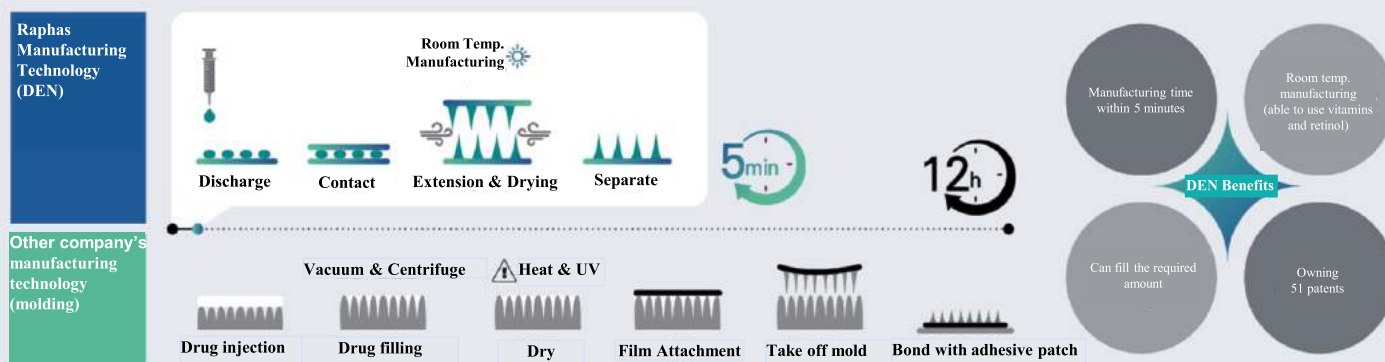 Raphas
Manufacturing
Technology
(DEN)
Room Temp.
Manufacturing
Discharge
Contact
Extension & Drying
Separate
5min
12h
Other company's
manufacturing
technology
(molding)
Vacuum & Centrifuge
Heat & UV
Drug injection
Drug filling
Dry
Film Attachment
Take off mold
Bond with adhesive patch
Manufacturing time
within 5 minutes
Room temp.
manufacturing
(able to use vitamins
and retinol)
DEN Benefits
Can fill the required
amount
Owning
51 patents